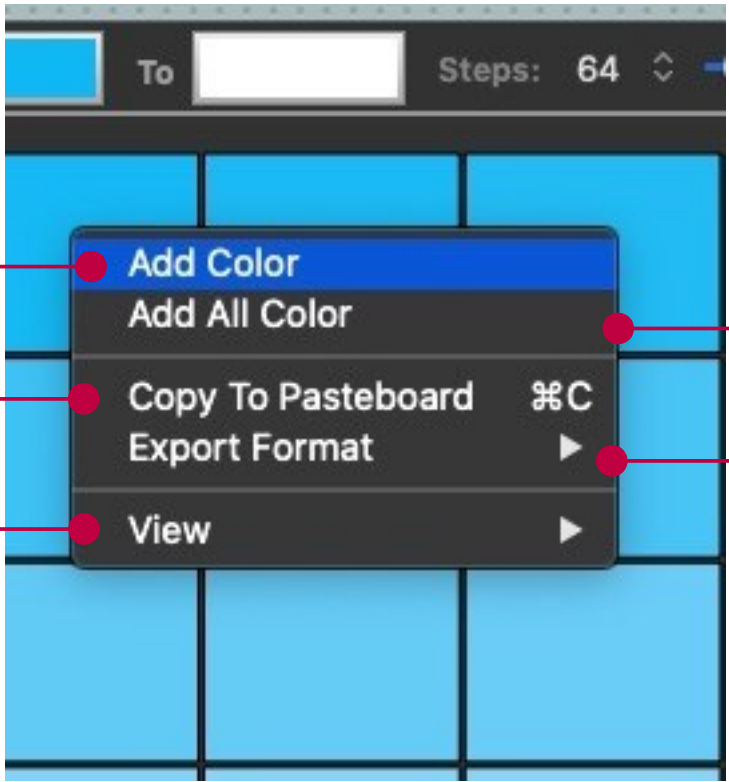 To Steps: 64
Add Color
Add All Color
Copy To Pasteboard ⌘C
Export Format
View